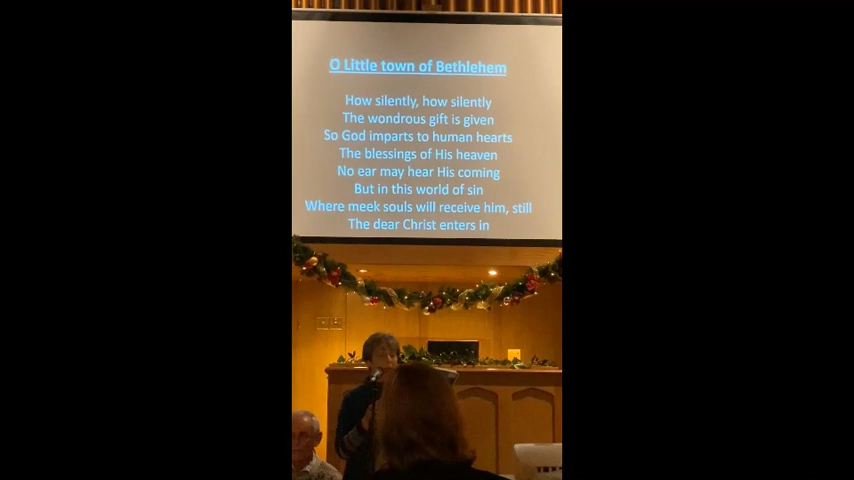 O Little town of Bethlehem
How silently, how silently
The wondrous gift is given
So God imparts to human hearts
The blessings of His heaven
No ear may hear His coming
But in this world of sin
Where meek souls will receive him, still
The dear Christ enters in